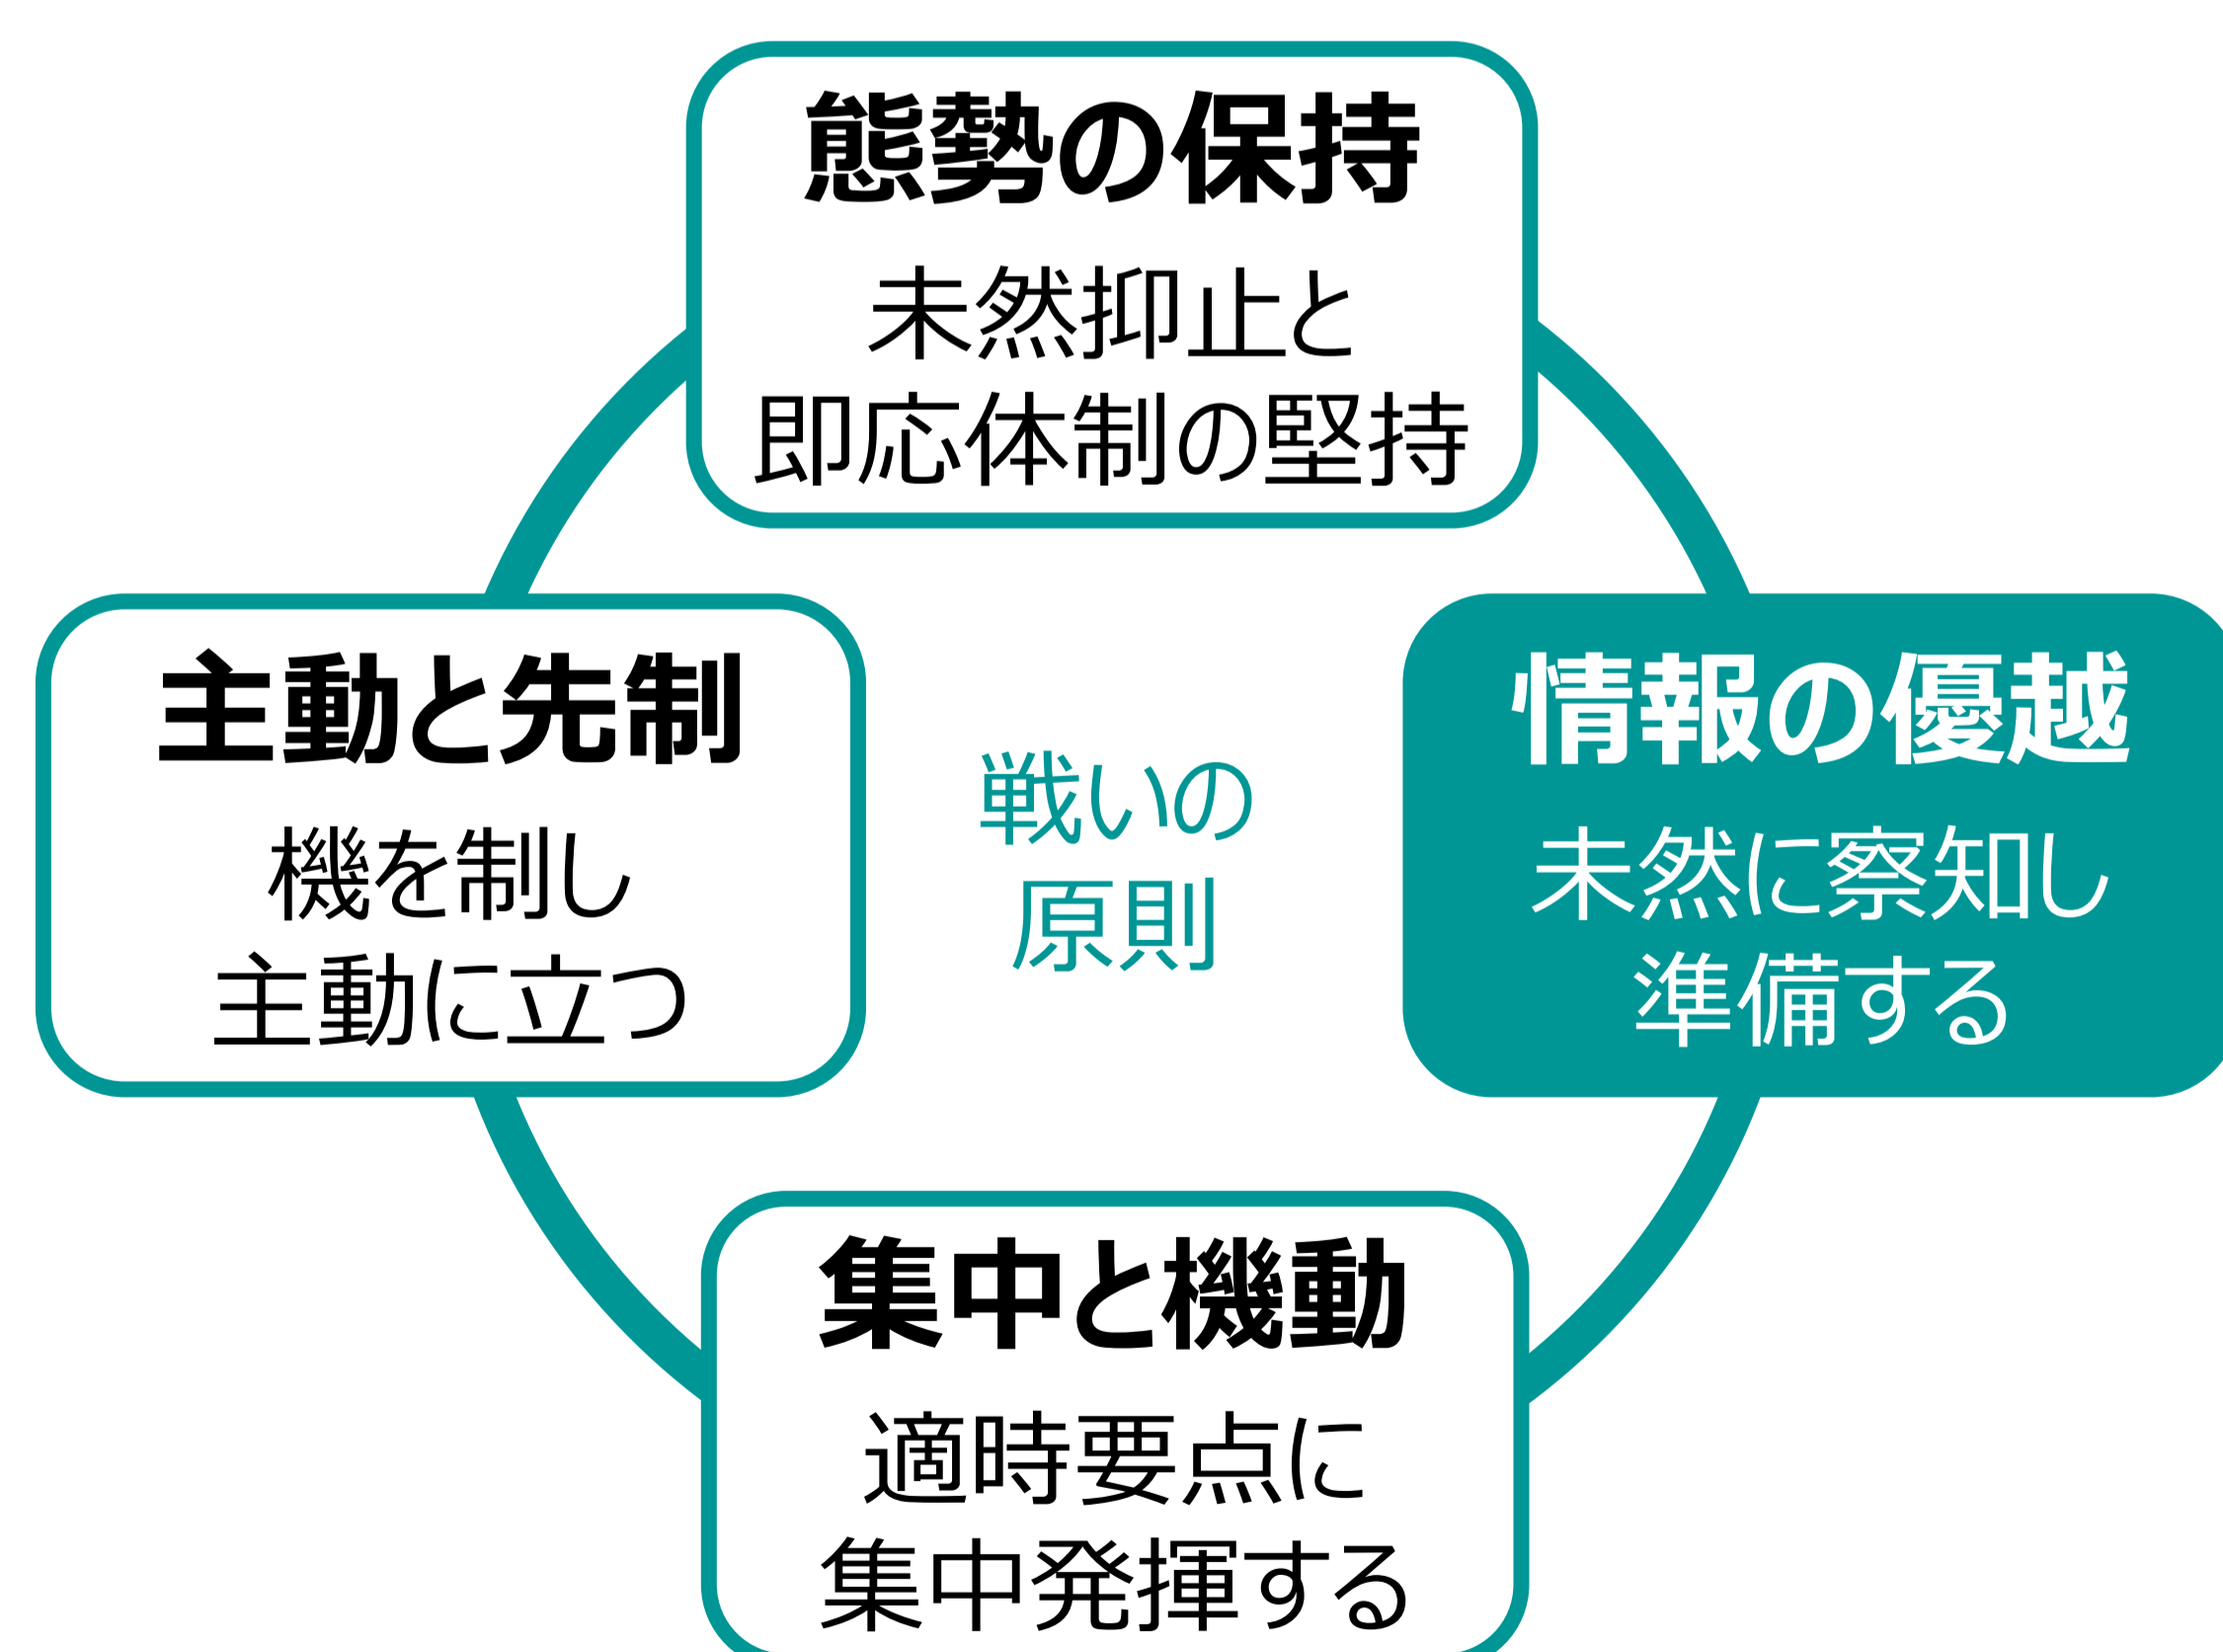 態勢の保持
未然抑止と
即応体制の堅持
主動と先制
機を制し
主動に立つ
戦いの
原則
情報の優越
未然に察知し
準備する
集中と機動
適時要点に
集中発揮する